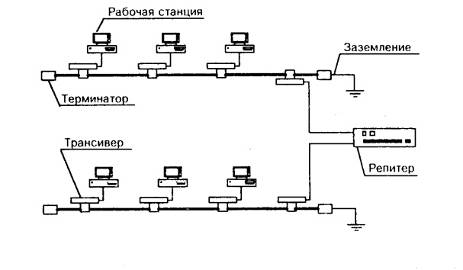 Рабочая станция
Заземление
Терминатор
Трансивер
Репитер